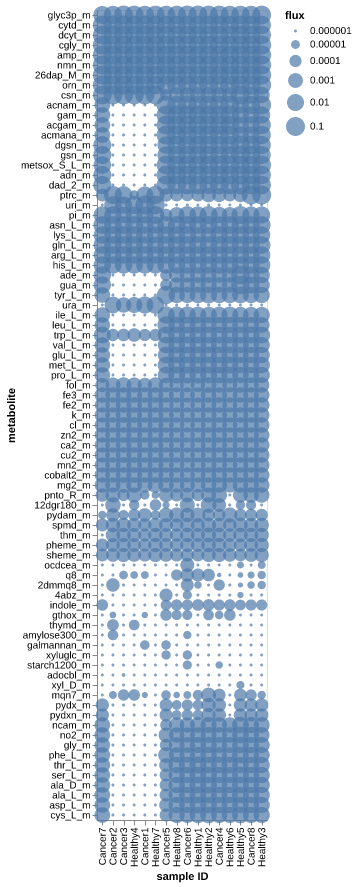 flux
0.000001
0.00001
0.0001
0.001
0.01
0.1
metabolite
glyc3p_m
cytd_m
dcyt_m
cgly_m
amp_m
nmn_m
26dap_M_m
orn_m
csn_m
acnam_m
gam_m
acgam_m
acmana_m
dgsn_m
gsn_m
metsox_S_L_m
adn_m
dad_2_m
ptrc_m
uri_m
pi_m
asn_L_m
lys_L_m
gln_L_m
arg_L_m
his_L_m
ade_m
gua_m
tyr_L_m
ura_m
ile_L_m
leu_L_m
trp_L_m
val_L_m
glu_L_m
met_L_m
pro_L_m
fol_m
fe3_m
fe2_m
k_m
cl_m
zn2_m
ca2_m
cu2_m
mn2_m
cobalt2_m
mg2_m
pnto_R_m
12dgr180_m
pydam_m
spmd_m
thm_m
pheme_m
sheme_m
ocdcea_m
q8_m
2dmmq8_m
4abz_m
indole_m
gthox_m
thymd_m
amylose300_m
galmannan_m
xyluglc_m
starch1200_m
adocbl_m
xyl_D_m
mqn7_m
pydx_m
pydxn_m
ncam_m
no2_m
gly_m
phe_L_m
thr_L_m
ser_L_m
ala_D_m
ala_L_m
asp_L_m
cys_L_m
Cancer7
Cancer2
Cancer3
Healthy4
Cancer1
Healthy7
Cancer5
Healthy8
Cancer6
Healthy1
Healthy2
Cancer4
Healthy6
Healthy5
Cancer8
Healthy3
sample ID